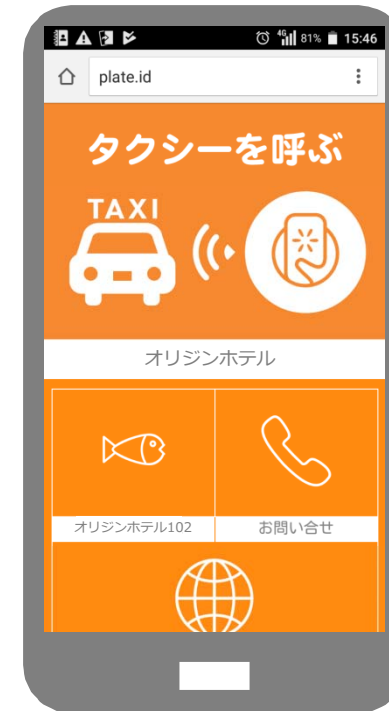 4G 81% 15:46
plate.id
タクシーを呼ぶ
TAXI
オリジンホテル
オリジンホテル102
お問い合せ